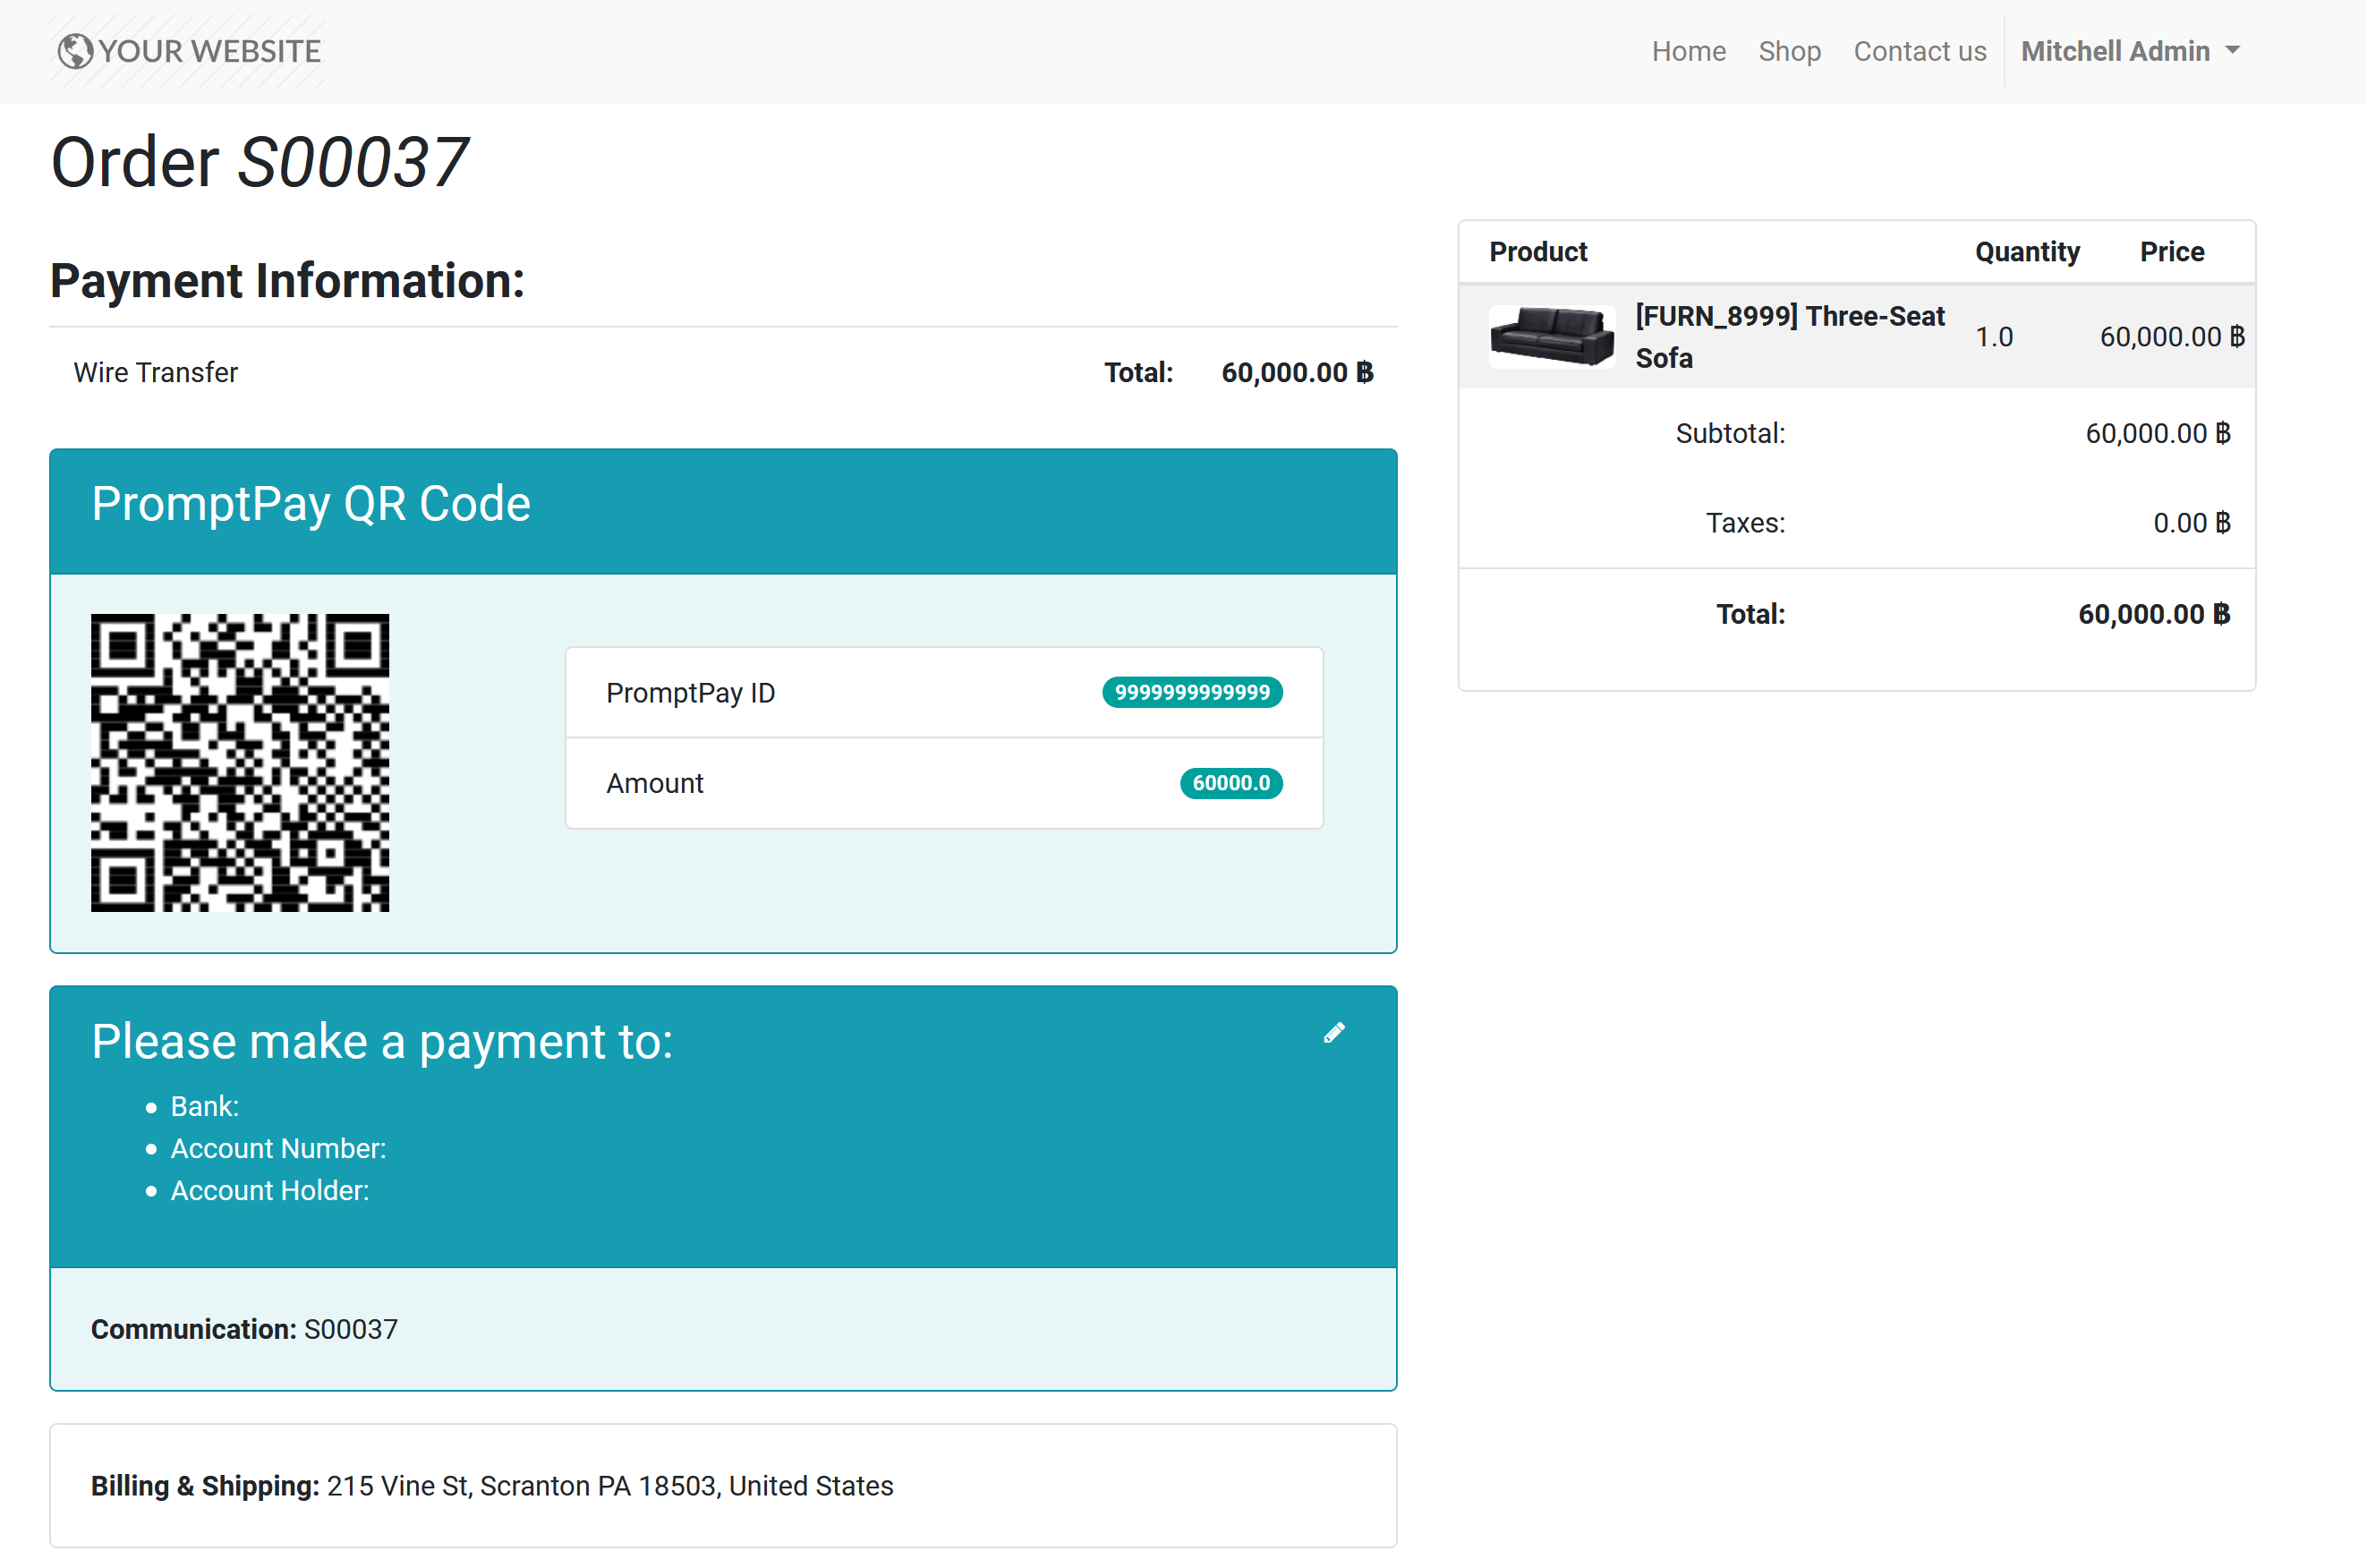 YOUR WEBSITE
Home Shop Contact us Mitchell Admin
Order S00037
Payment Information:
Wire Transfer Total: 60,000.00 ฿
PromptPay QR Code
PromptPay ID 9999999999999
Amount 60000.0
Please make a payment to:
Bank:
Account Number:
Account Holder:
Communication: S00037
Billing & Shipping: 215 Vine St, Scranton PA 18503, United States
Product Quantity Price
[FURN_8999] Three-Seat
Sofa
1.0 60,000.00 ฿
Subtotal: 60,000.00 ฿
Taxes: 0.00 ฿
Total: 60,000.00 ฿